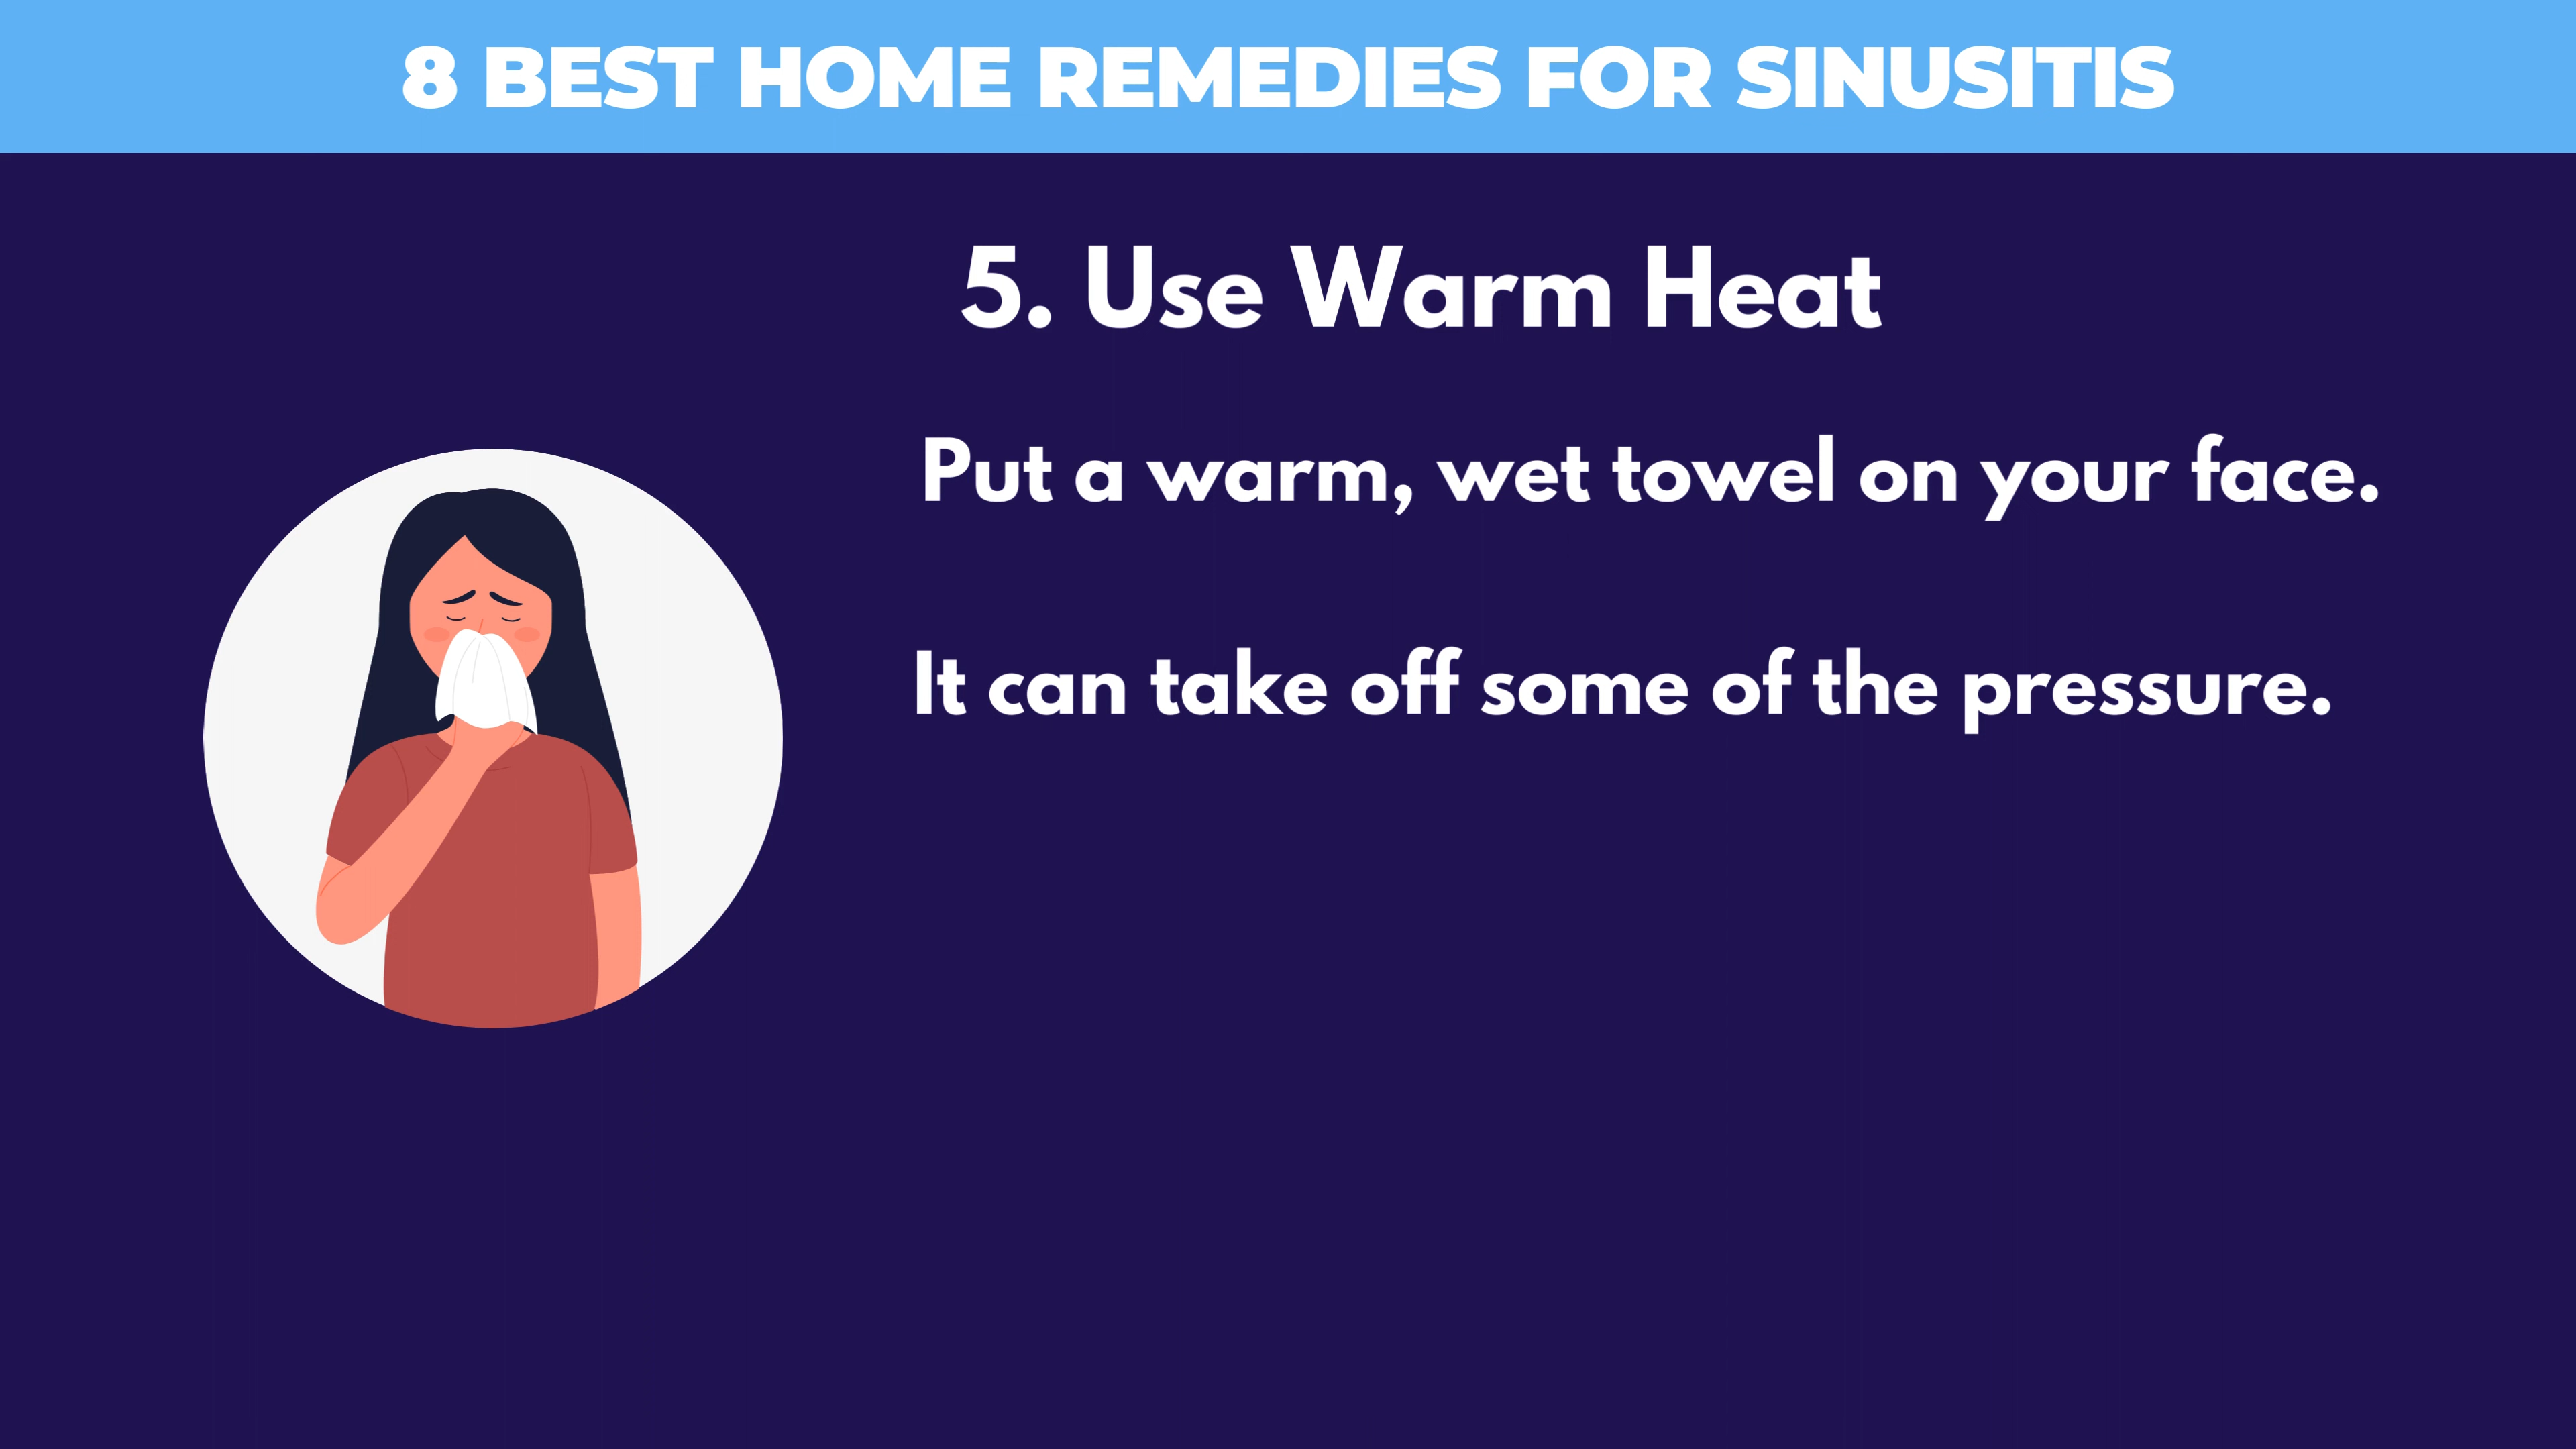 8 BEST HOME REMEDIES FOR SINUSITIS
5. Use Warm Heat
Put a warm, wet towel on your face.
It can take off some of the pressure.